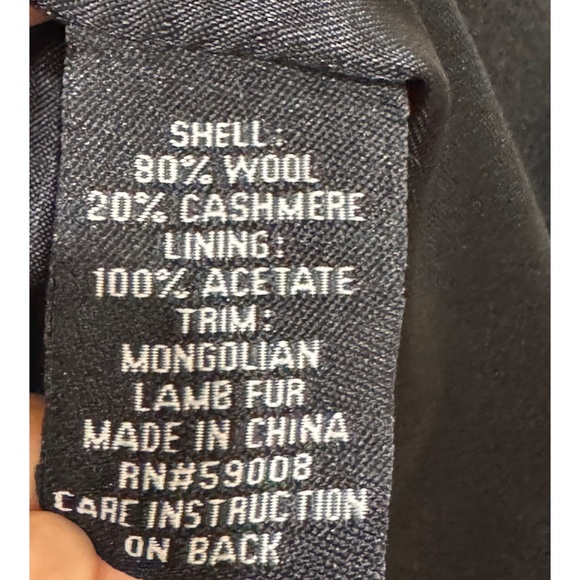 SHELL:
80% WOOL
20% CASHMERE
LINING:
100% ACETATE
TRIM:
MONGOLIAN
LAMB FUR
MADE IN CHINA
RN#59008
CARE INSTRUCTION
ON BACK